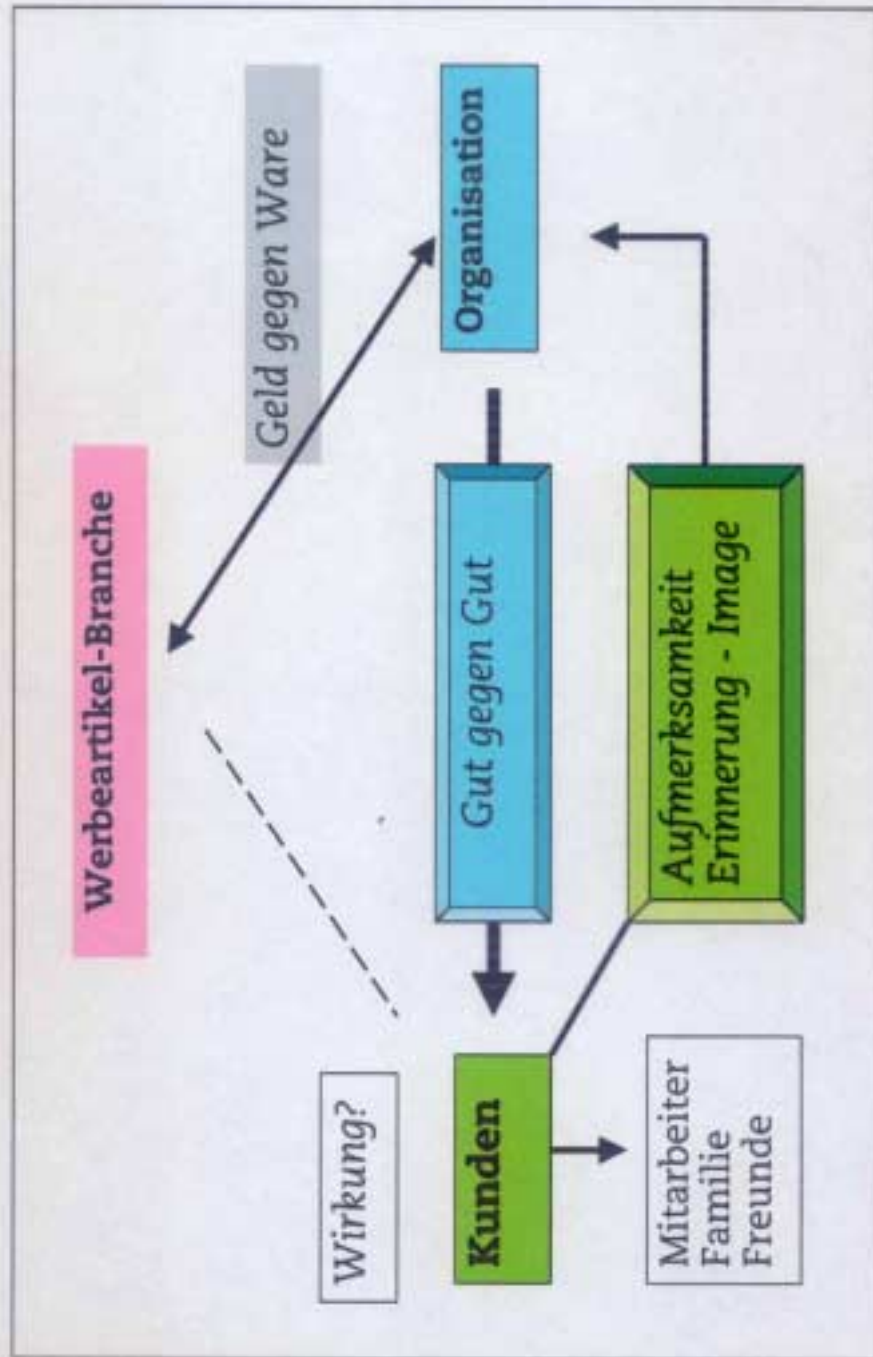 Werbeartikel-Branche
Geld gegen Ware
Wirkung?
Kunden
Gut gegen Gut
Organisation
Mitarbeiter
Familie
Freunde
Aufmerksamkeit
Erinnerung - Image